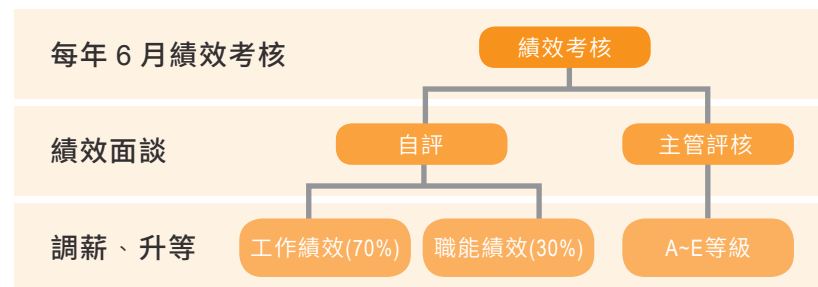 每年 6 月績效考核
績效考核
績效面談
自評
主管評核
調薪、升等
工作績效(70%)
職能績效(30%)
A~E等級